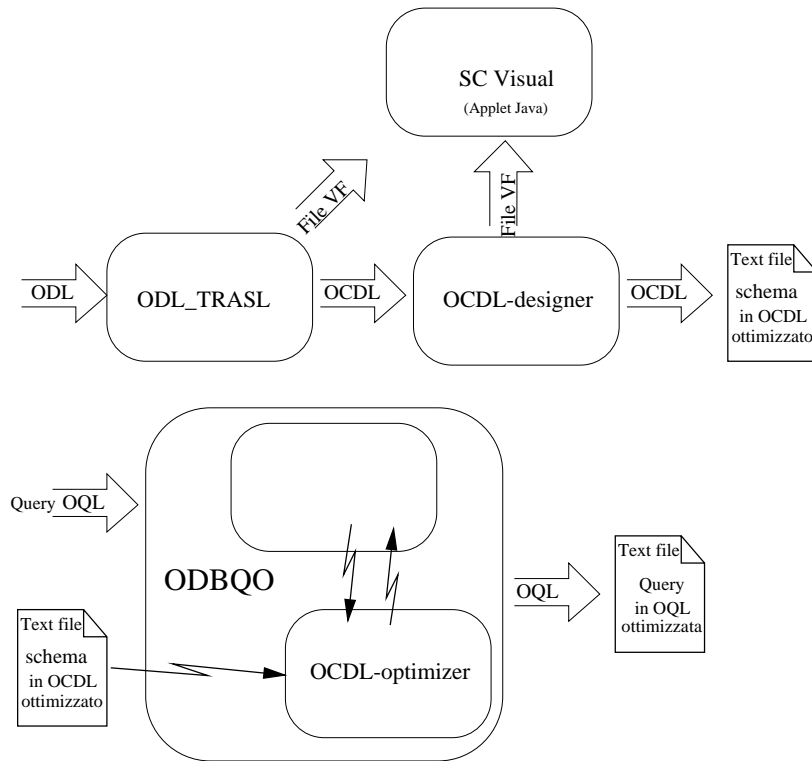 SC Visual
(Applet Java)
File VF
File VF
ODL
ODL_TRASL
OCDL
OCDL-designer
OCDL
Text file
schema
in OCDL
ottimizzato
Query OQL
ODBQO
OQL
Text file
Query
in OQL
ottimizzata
Text file
schema
in OCDL
ottimizzato
OCDL-optimizer